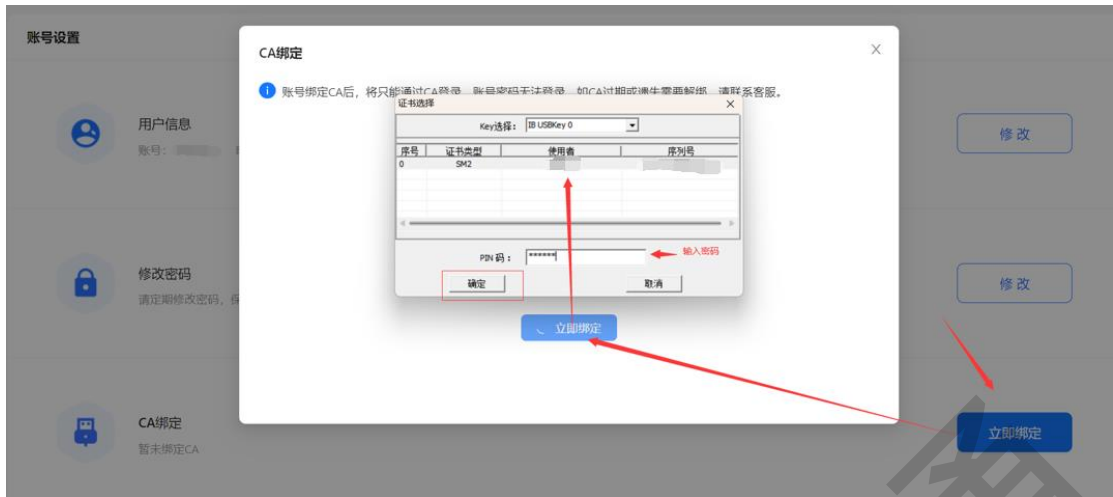 账号设置
CA绑定
账号绑定CA后，将只能通过CA登录，账号密码无法登录，如CA过期或遗失需要解绑，请联系客服。
证书选择
Key选择： IB USBKey 0
序号 证书类型 使用者 序列号
0 SM2
PIN 码： ******
输入密码
确定 取消
立即绑定
用户信息
账号：
修 改
修改密码
请定期修改密码，保
修 改
CA绑定
暂未绑定CA
立即绑定